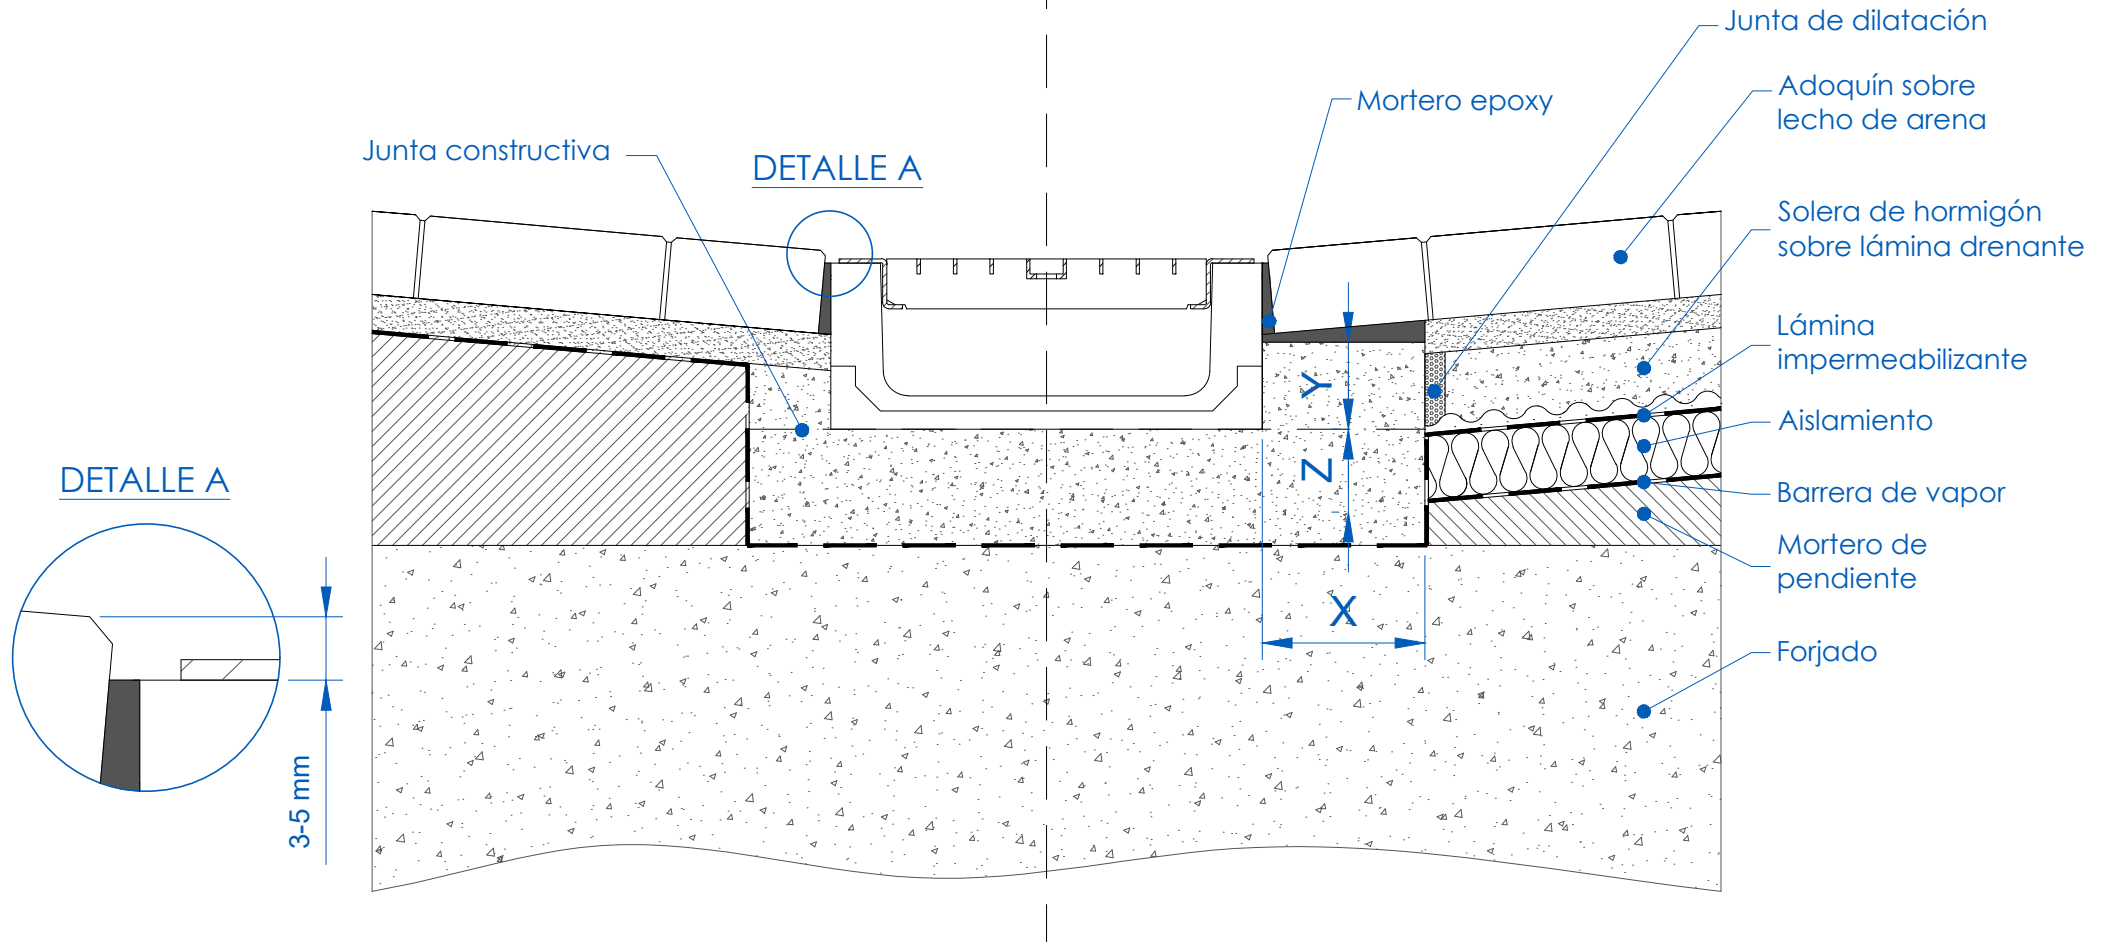 Junta de dilatación
Adoquín sobre
lecho de arena
Mortero epoxy
Junta constructiva
DETALLE A
Solera de hormigón
sobre lámina drenante
Lámina
impermeabilizante
Y
Aislamiento
Z
DETALLE A
Barrera de vapor
Mortero de
pendiente
X
Forjado
3-5 mm